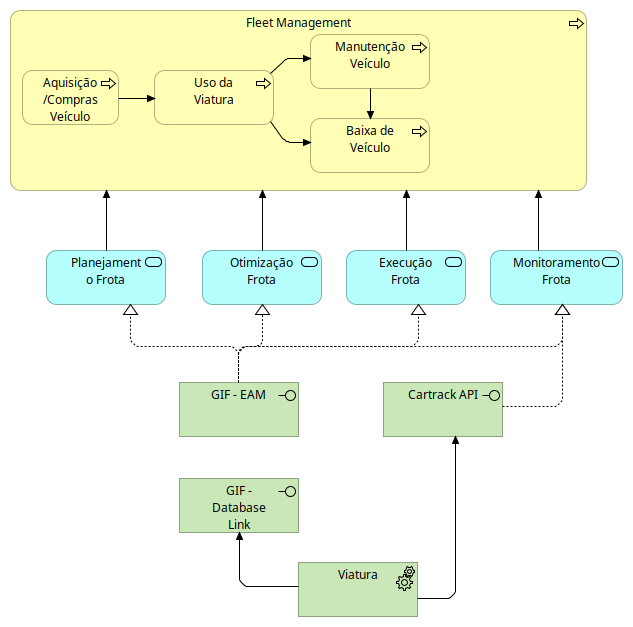 Fleet Management
Manutenção
Veículo
Aquisição
/Compras
Veículo
Uso da
Viatura
Baixa de
Veículo
Planejament
o Frota
Otimização
Frota
Execução
Frota
Monitoramento
Frota
GIF - EAM
Cartrack API
GIF -
Database
Link
Viatura